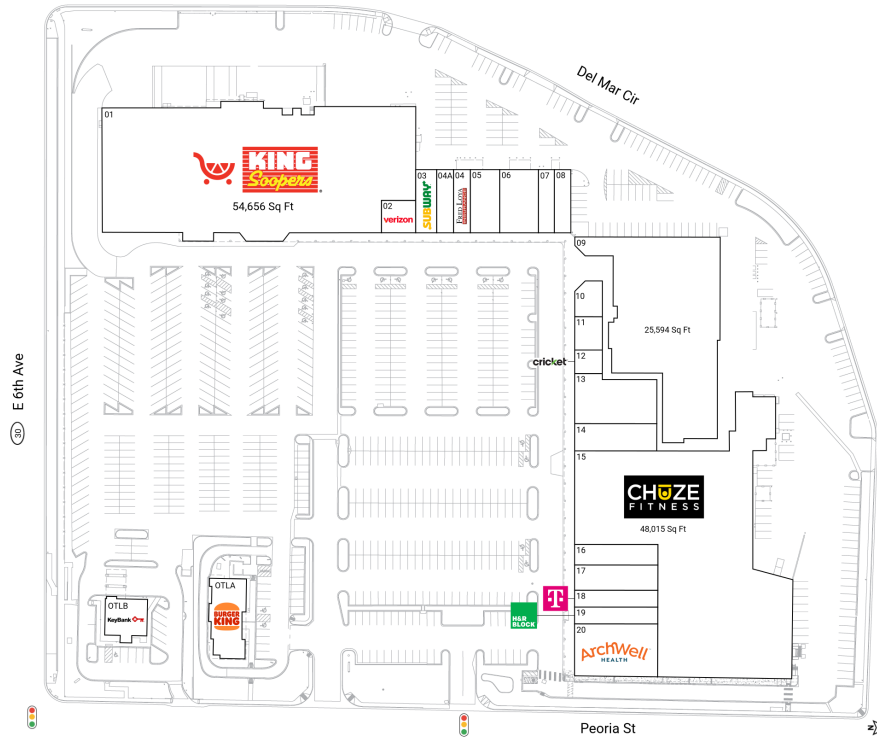 Del Mar Cir
01
KING
Soopers
54,656 Sq Ft
02
verizon
03
SUBWAY
04A
04
FRED LOYA
INSURANCE
05
06
07
08
09
25,594 Sq Ft
10
11
12
cricket
13
14
15
CHUZE
FITNESS
48,015 Sq Ft
16
17
18
T
19
H&R
BLOCK
20
ArchWell
HEALTH
OTLA
BURGER
KING
OTLB
KeyBank
E 6th Ave
30
Peoria St
N